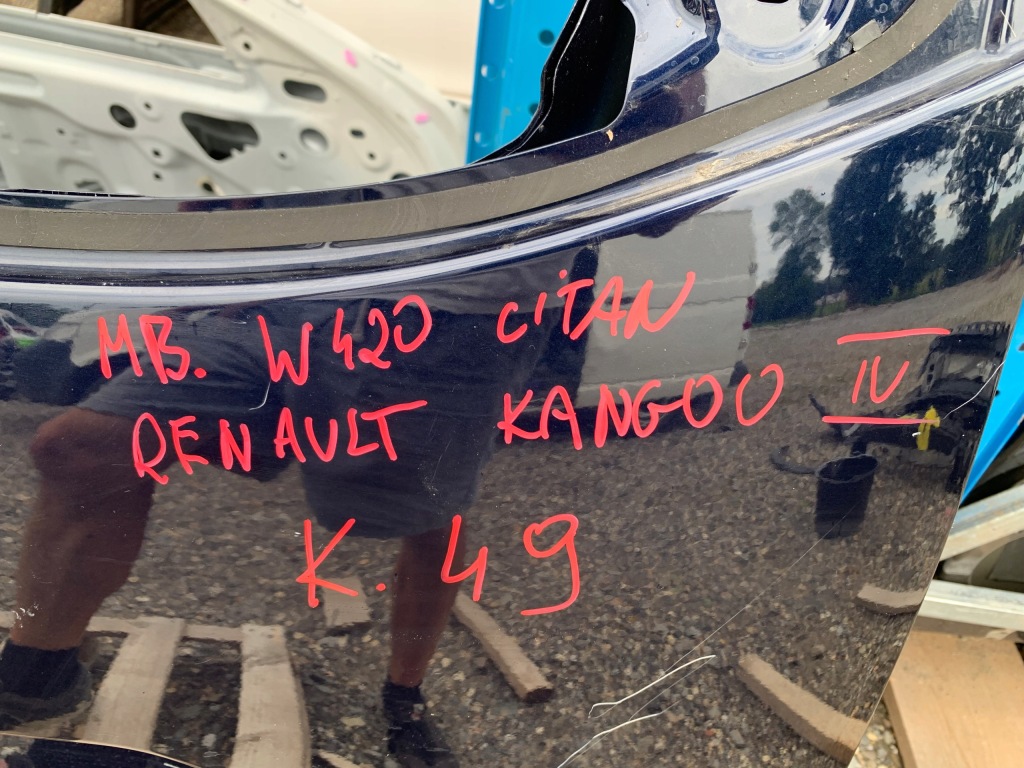 MB. W420 CiTAN
RENAULT KANGOO IV
K. 49